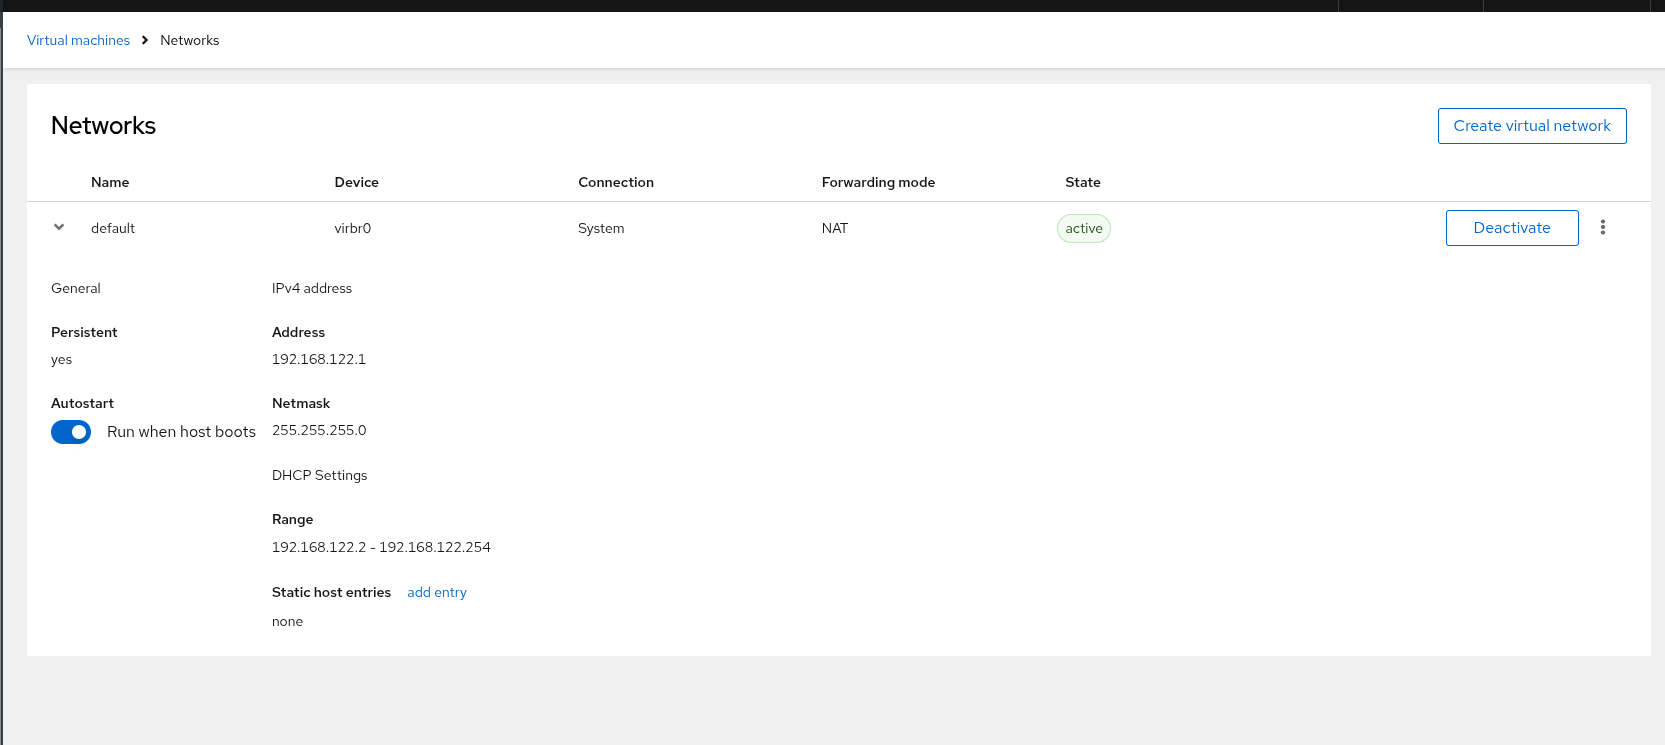 Virtual machines Networks
Networks
Create virtual network
Name Device Connection Forwarding mode State
default virbr0 System NAT active Deactivate
General IPv4 address
Persistent Address
yes 192.168.122.1
Autostart Netmask
Run when host boots 255.255.255.0
DHCP Settings
Range
192.168.122.2 - 192.168.122.254
Static host entries add entry
none